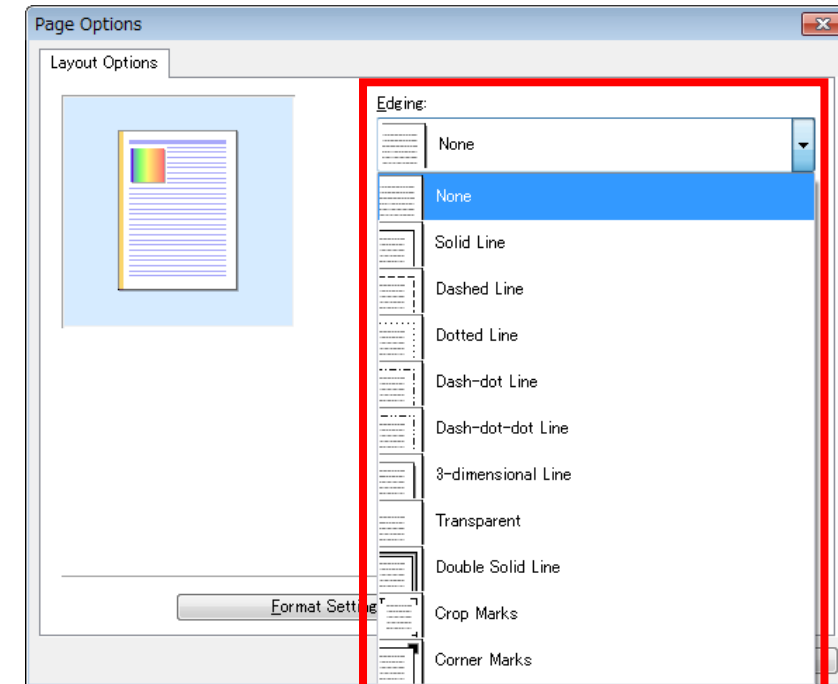 Page Options
Layout Options
Edging:
None
None
Solid Line
Dashed Line
Dotted Line
Dash-dot Line
Dash-dot-dot Line
3-dimensional Line
Transparent
Double Solid Line
Format Setting
Crop Marks
Corner Marks